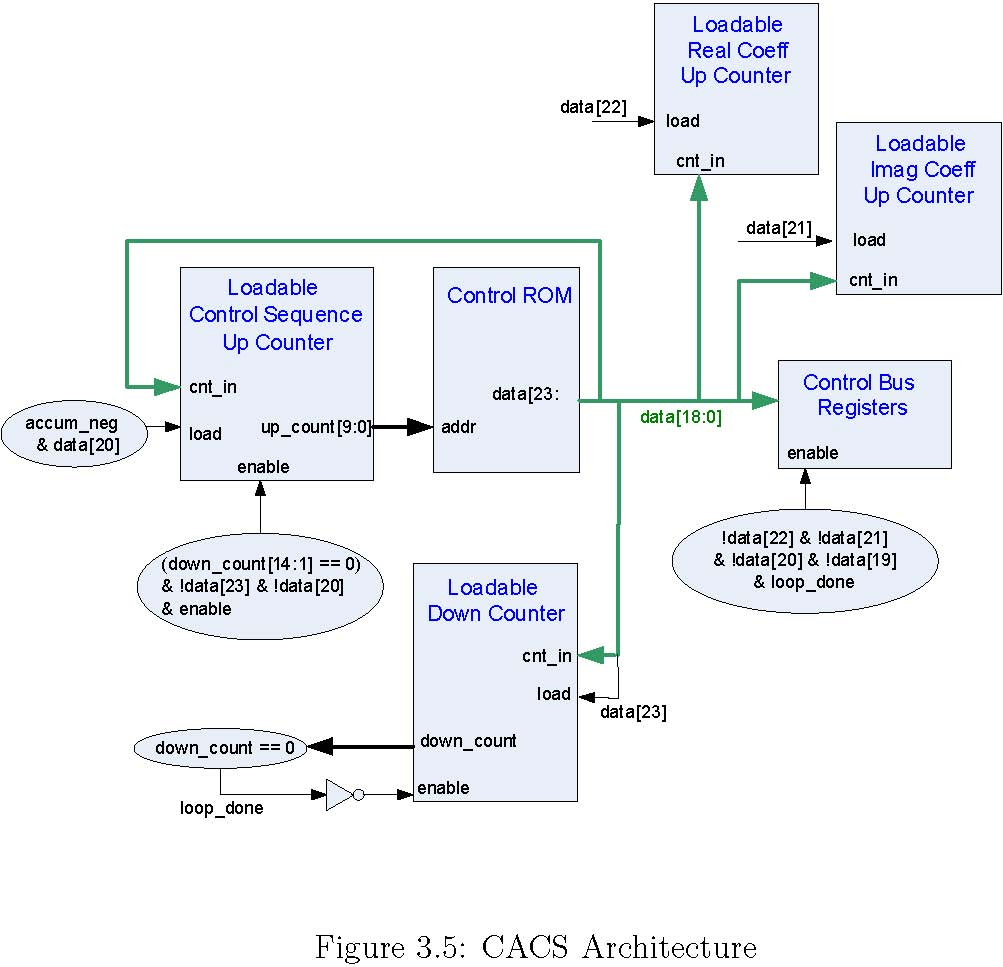 Loadable
Real Coeff
Up Counter
data[22]
load
cnt_in
Loadable
Imag Coeff
Up Counter
data[21]
load
cnt_in
Loadable
Control Sequence
Up Counter
cnt_in
accum_neg
& data[20]
load
up_count[9:0]
enable
Control ROM
data[23:
addr
data[18:0]
Control Bus
Registers
enable
(down_count[14:1] == 0)
& !data[23] & !data[20]
& enable
!data[22] & !data[21]
& !data[20] & !data[19]
& loop_done
Loadable
Down Counter
cnt_in
load
data[23]
down_count
down_count == 0
enable
loop_done
Figure 3.5: CACS Architecture